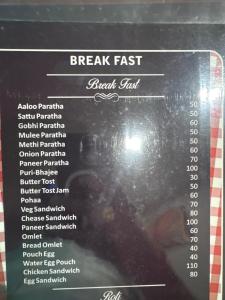 BREAK FAST
Break Fast
Aaloo Paratha 50
Sattu Paratha 50
Gobhi Paratha 60
Mulee Paratha 50
Methi Paratha 50
Onion Paratha 60
Paneer Paratha 70
Puri-Bhajee 100
Butter Tost 30
Butter Tost Jam 50
Pohaa 60
Veg Sandwich 50
Chease Sandwich 60
Paneer Sandwich 100
Omlet 60
Bread Omlet 70
Pouch Egg 40
Water Egg Pouch 40
Chicken Sandwich 110
Egg Sandwich 80
Roti